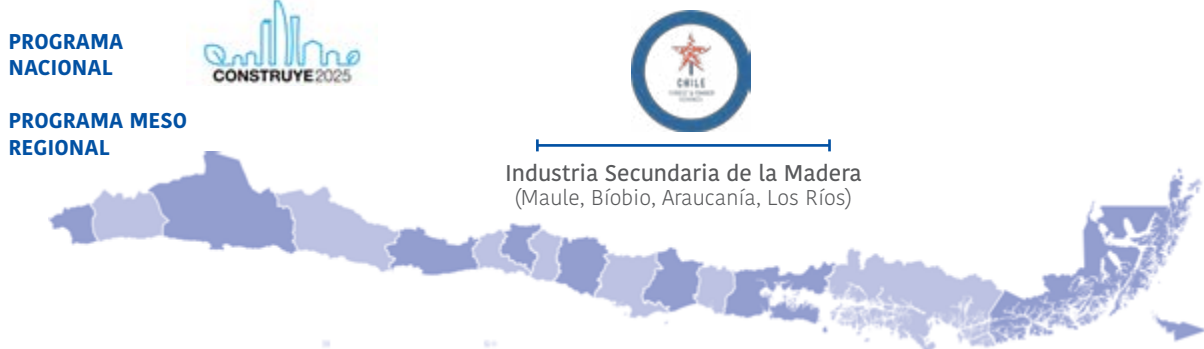 PROGRAMA
NACIONAL
CONSTRUYE2025
CHILE
PROGRAMA MESO
REGIONAL
Industria Secundaria de la Madera
(Maule, Bíobio, Araucanía, Los Ríos)